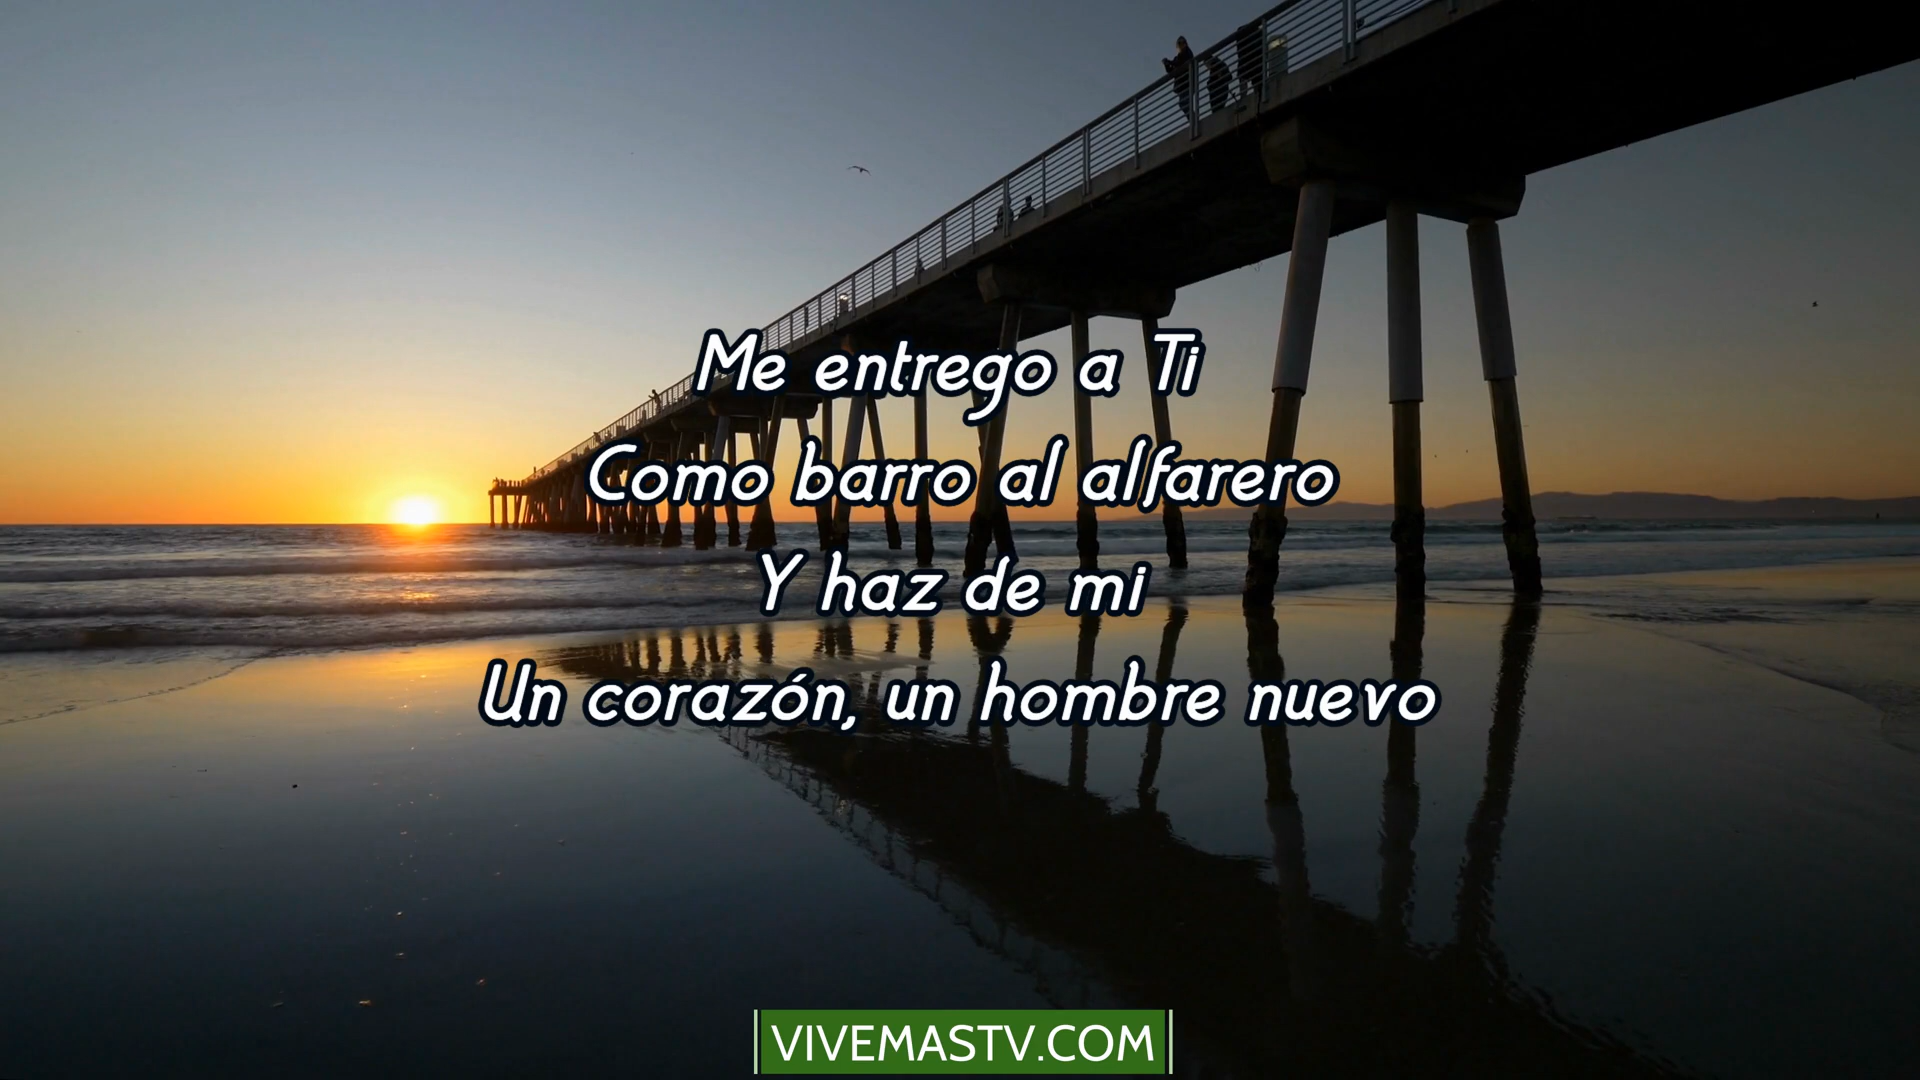 Me entrego a Ti
Como barro al alfarero
Y haz de mi
Un corazón, un hombre nuevo
VIVEMASTV.COM